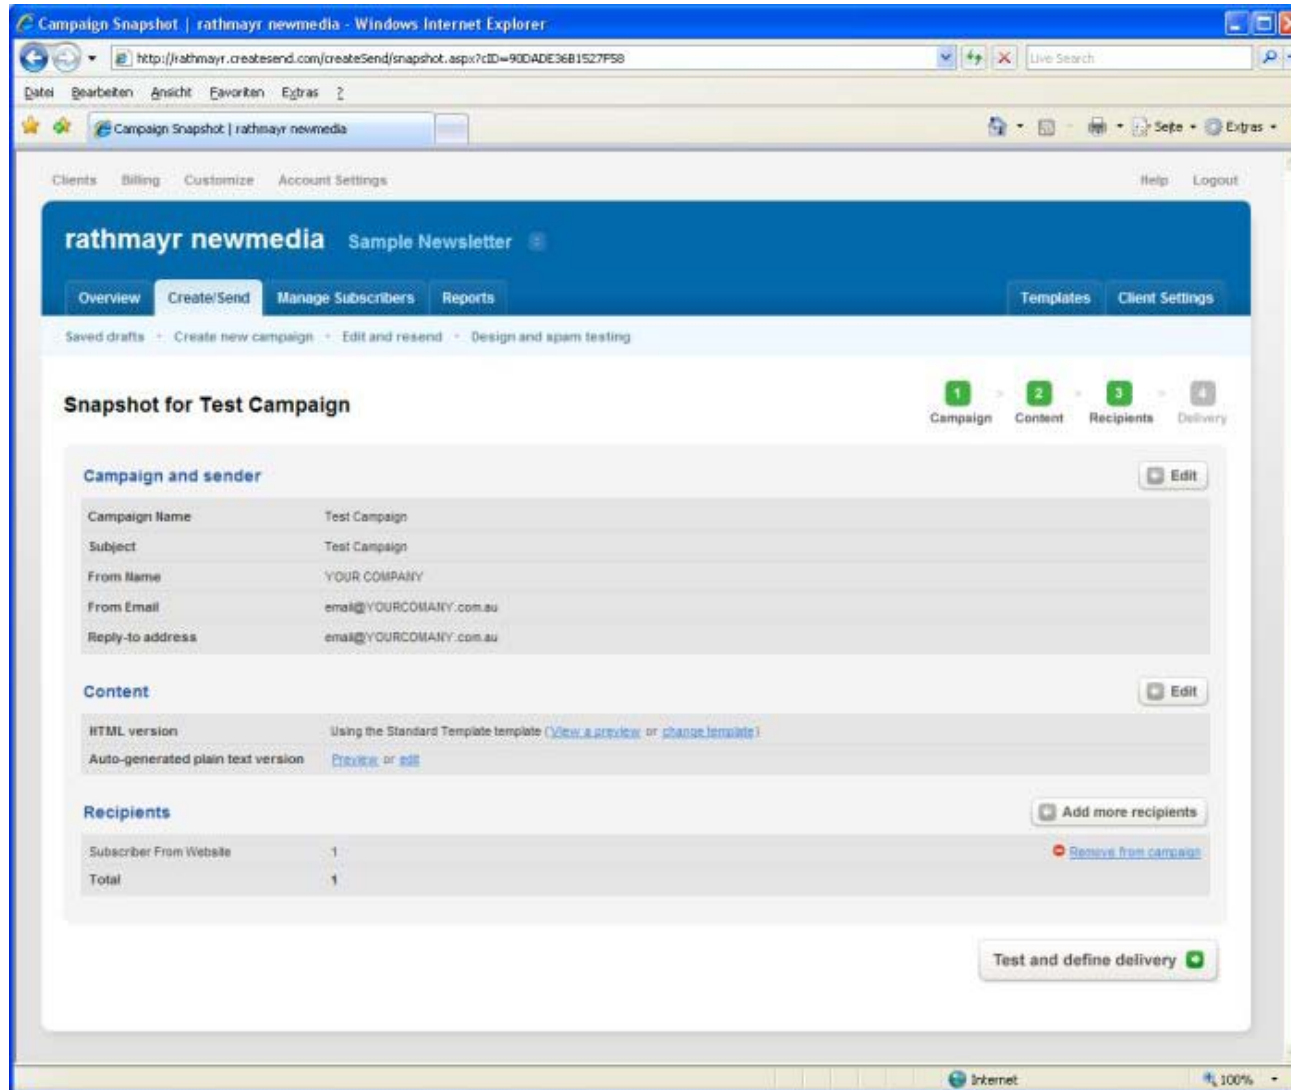 Campaign Snapshot | rathmayr newmedia - Windows Internet Explorer
http://rathmayr.createsend.com/createSend/snapshot.aspx?cID=90DADE36B1527F58 Live Search
Datei Bearbeiten Ansicht Favoriten Extras ?
Campaign Snapshot | rathmayr newmedia Seite Extras
Clients Billing Customize Account Settings Help Logout
rathmayr newmedia Sample Newsletter
Overview Create/Send Manage Subscribers Reports Templates Client Settings
Saved drafts Create new campaign Edit and resend Design and spam testing
1 2 3 4
Snapshot for Test Campaign
Campaign Content Recipients Delivery
Campaign and sender Edit
Campaign Name Test Campaign
Subject Test Campaign
From Name YOUR COMPANY
From Email email@YOURCOMANY.com.au
Reply-to address email@YOURCOMANY.com.au
Content Edit
HTML version Using the Standard Template template (View a preview or change template)
Auto-generated plain text version Preview or edit
Recipients Add more recipients
Subscriber From Website 1 Remove from campaign
Total 1
Test and define delivery
Internet 100%